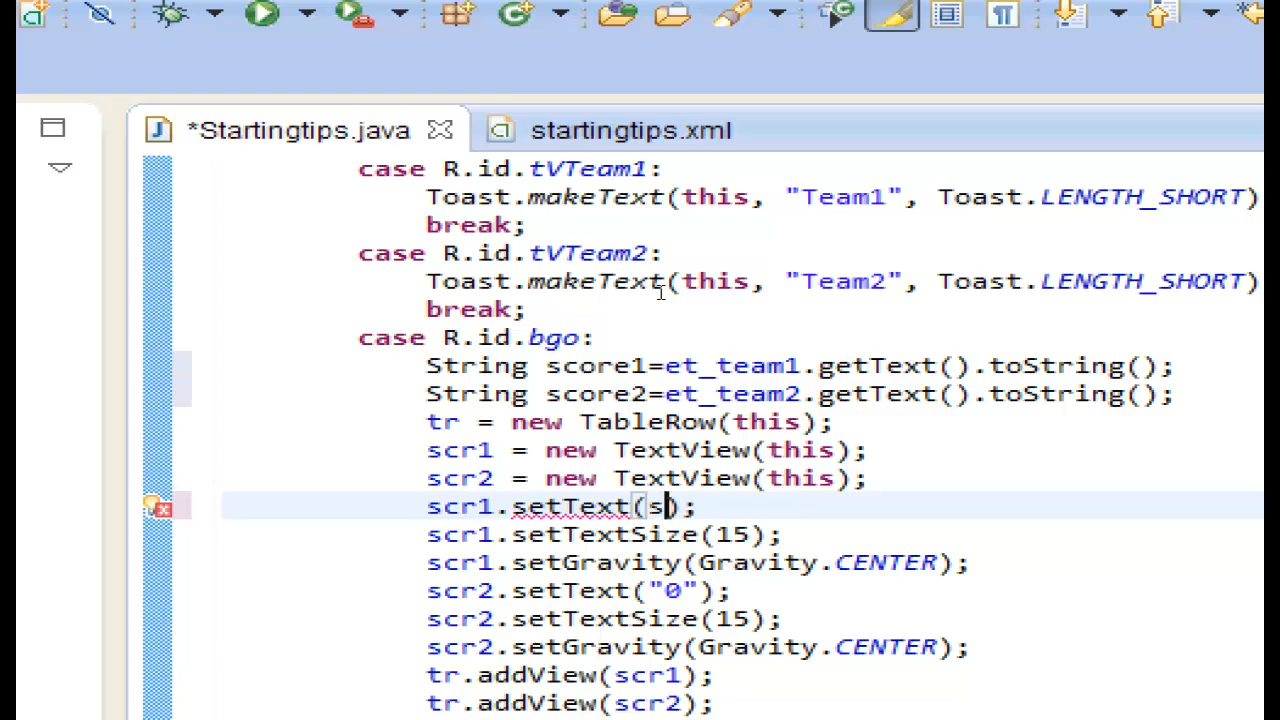 *Startingtips.java
startingtips.xml
case R.id.tVTeam1:
Toast.makeText(this, "Team1", Toast.LENGTH_SHORT)
break;
case R.id.tVTeam2:
Toast.makeText(this, "Team2", Toast.LENGTH_SHORT)
break;
case R.id.bgo:
String score1=et_team1.getText().toString();
String score2=et_team2.getText().toString();
tr = new TableRow(this);
scr1 = new TextView(this);
scr2 = new TextView(this);
scr1.setText(s);
scr1.setTextSize(15);
scr1.setGravity(Gravity.CENTER);
scr2.setText("0");
scr2.setTextSize(15);
scr2.setGravity(Gravity.CENTER);
tr.addView(scr1);
tr.addView(scr2);